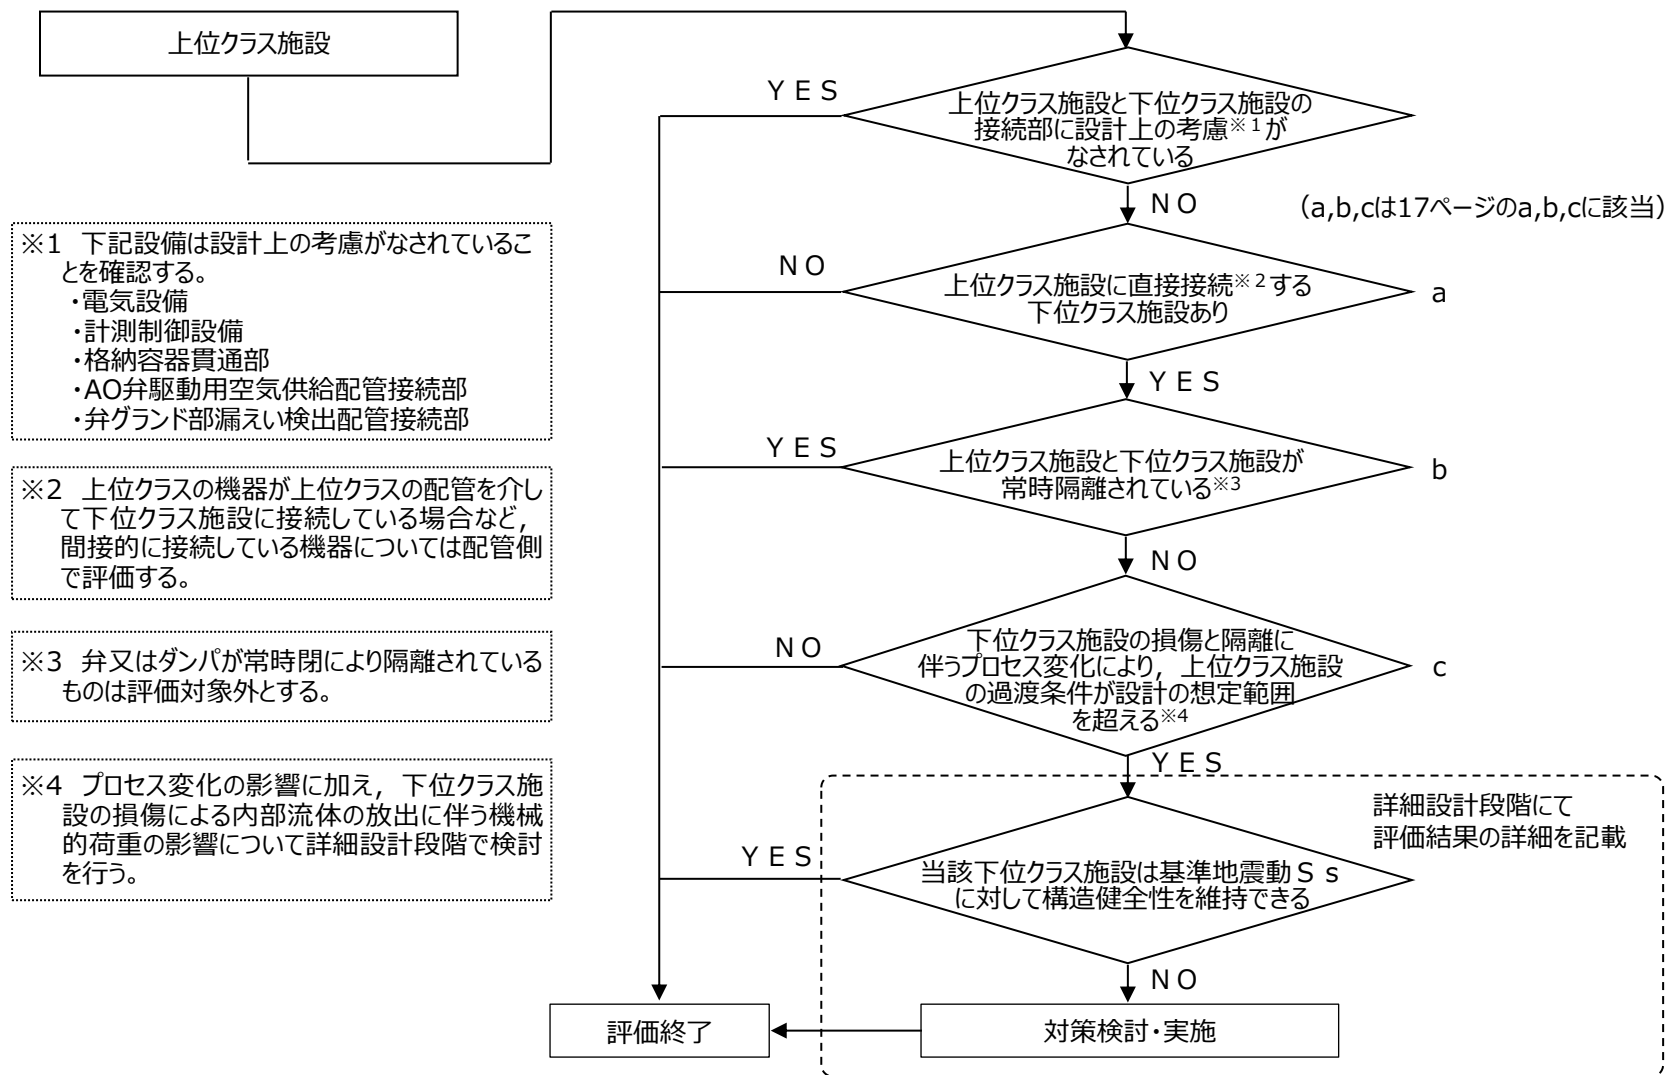 上位クラス施設
YES
上位クラス施設と下位クラス施設の
接続部に設計上の考慮※1が
なされている
NO
（a,b,cは17ページのa,b,cに該当）
※1 下記設備は設計上の考慮がなされているこ
とを確認する。
・電気設備
・計測制御設備
・格納容器貫通部
・AO弁駆動用空気供給配管接続部
・弁グランド部漏えい検出配管接続部
NO
上位クラス施設に直接接続※2する
下位クラス施設あり
a
YES
※2 上位クラスの機器が上位クラスの配管を介し
て下位クラス施設に接続している場合など，
間接的に接続している機器については配管側
で評価する。
YES
上位クラス施設と下位クラス施設が
常時隔離されている※3
b
NO
※3 弁又はダンパが常時閉により隔離されている
ものは評価対象外とする。
NO
下位クラス施設の損傷と隔離に
伴うプロセス変化により，上位クラス施設
の過渡条件が設計の想定範囲
を超える※4
c
YES
※4 プロセス変化の影響に加え，下位クラス施
設の損傷による内部流体の放出に伴う機械
的荷重の影響について詳細設計段階で検討
を行う。
詳細設計段階にて
評価結果の詳細を記載
YES
当該下位クラス施設は基準地震動Ｓｓ
に対して構造健全性を維持できる
NO
評価終了
対策検討・実施